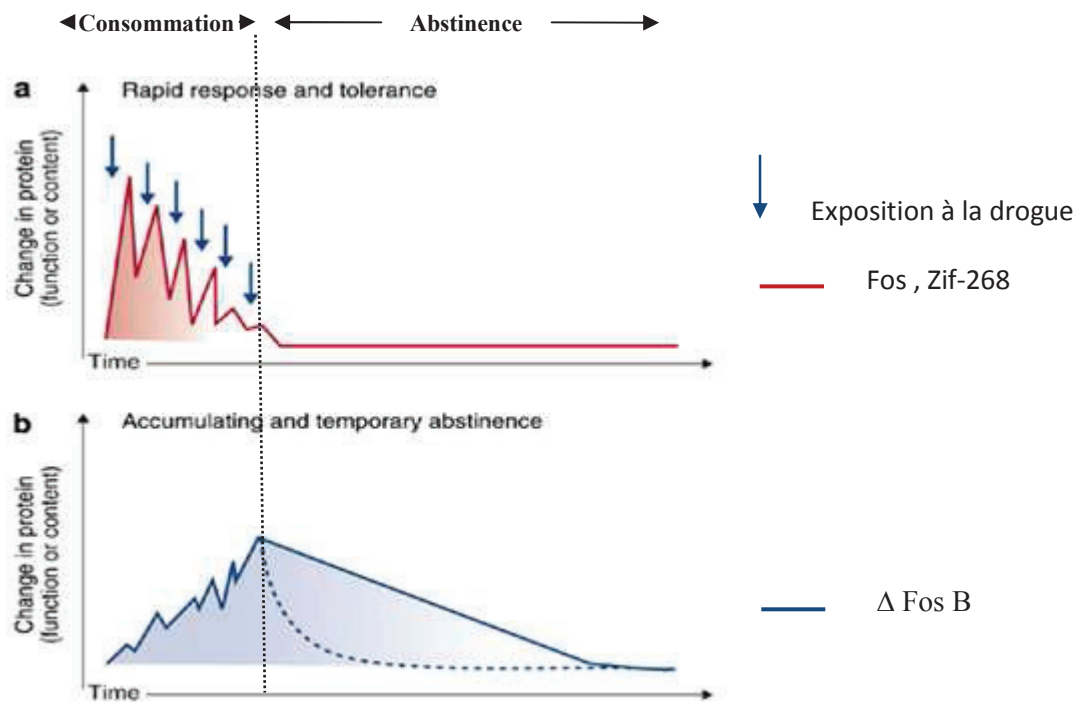 Consommation
Abstinence
a
Rapid response and tolerance
Change in protein
(function or content)
Time
Exposition à la drogue
Fos , Zif-268
b
Accumulating and temporary abstinence
Change in protein
(function or content)
Time
Δ Fos B